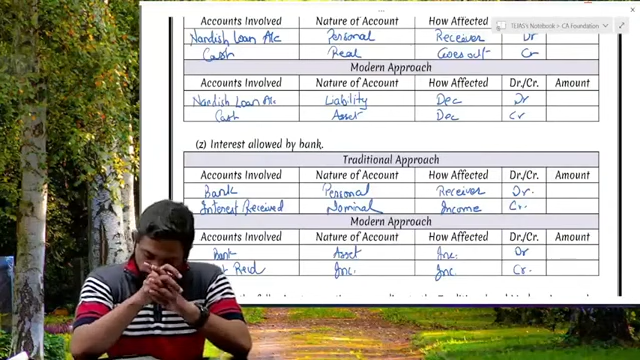 TEJAS's Notebook » CA Foundation
Accounts Involved Nature of Account How Affected Dr./Cr. Amount
Nandish Loan A/c Personal Receiver Dr
Cash Real Goes out Cr
Modern Approach
Accounts Involved Nature of Account How Affected Dr./Cr. Amount
Nandish Loan A/c Liability Dec Dr
Cash Asset Dec Cr
(2) Interest allowed by bank.
Traditional Approach
Accounts Involved Nature of Account How Affected Dr./Cr. Amount
Bank Personal Receiver Dr.
Interest Received Nominal Income Cr.
Modern Approach
Accounts Involved Nature of Account How Affected Dr./Cr. Amount
Bank Asset Inc. Dr
Inc. Inc. Cr.